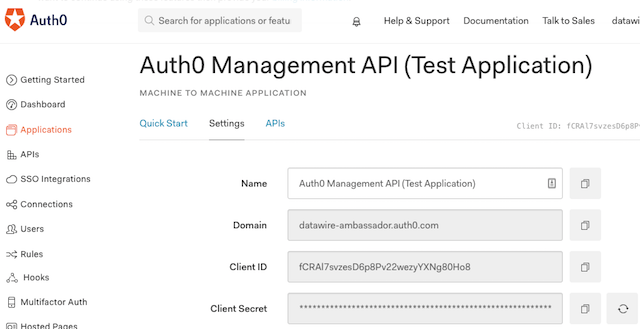 Auth0
Search for applications or featu
Help & Support
Documentation
Talk to Sales
datawi
Getting Started
Dashboard
Applications
APIs
SSO Integrations
Connections
Users
Rules
Hooks
Multifactor Auth
Hosted Pages
Auth0 Management API (Test Application)
MACHINE TO MACHINE APPLICATION
Quick Start
Settings
APIs
Client ID: fCRAl7svzesD6p8P
Name
Auth0 Management API (Test Application)
Domain
datawire-ambassador.auth0.com
Client ID
fCRAl7svzesD6p8Pv22wezyYXNg80Ho8
Client Secret